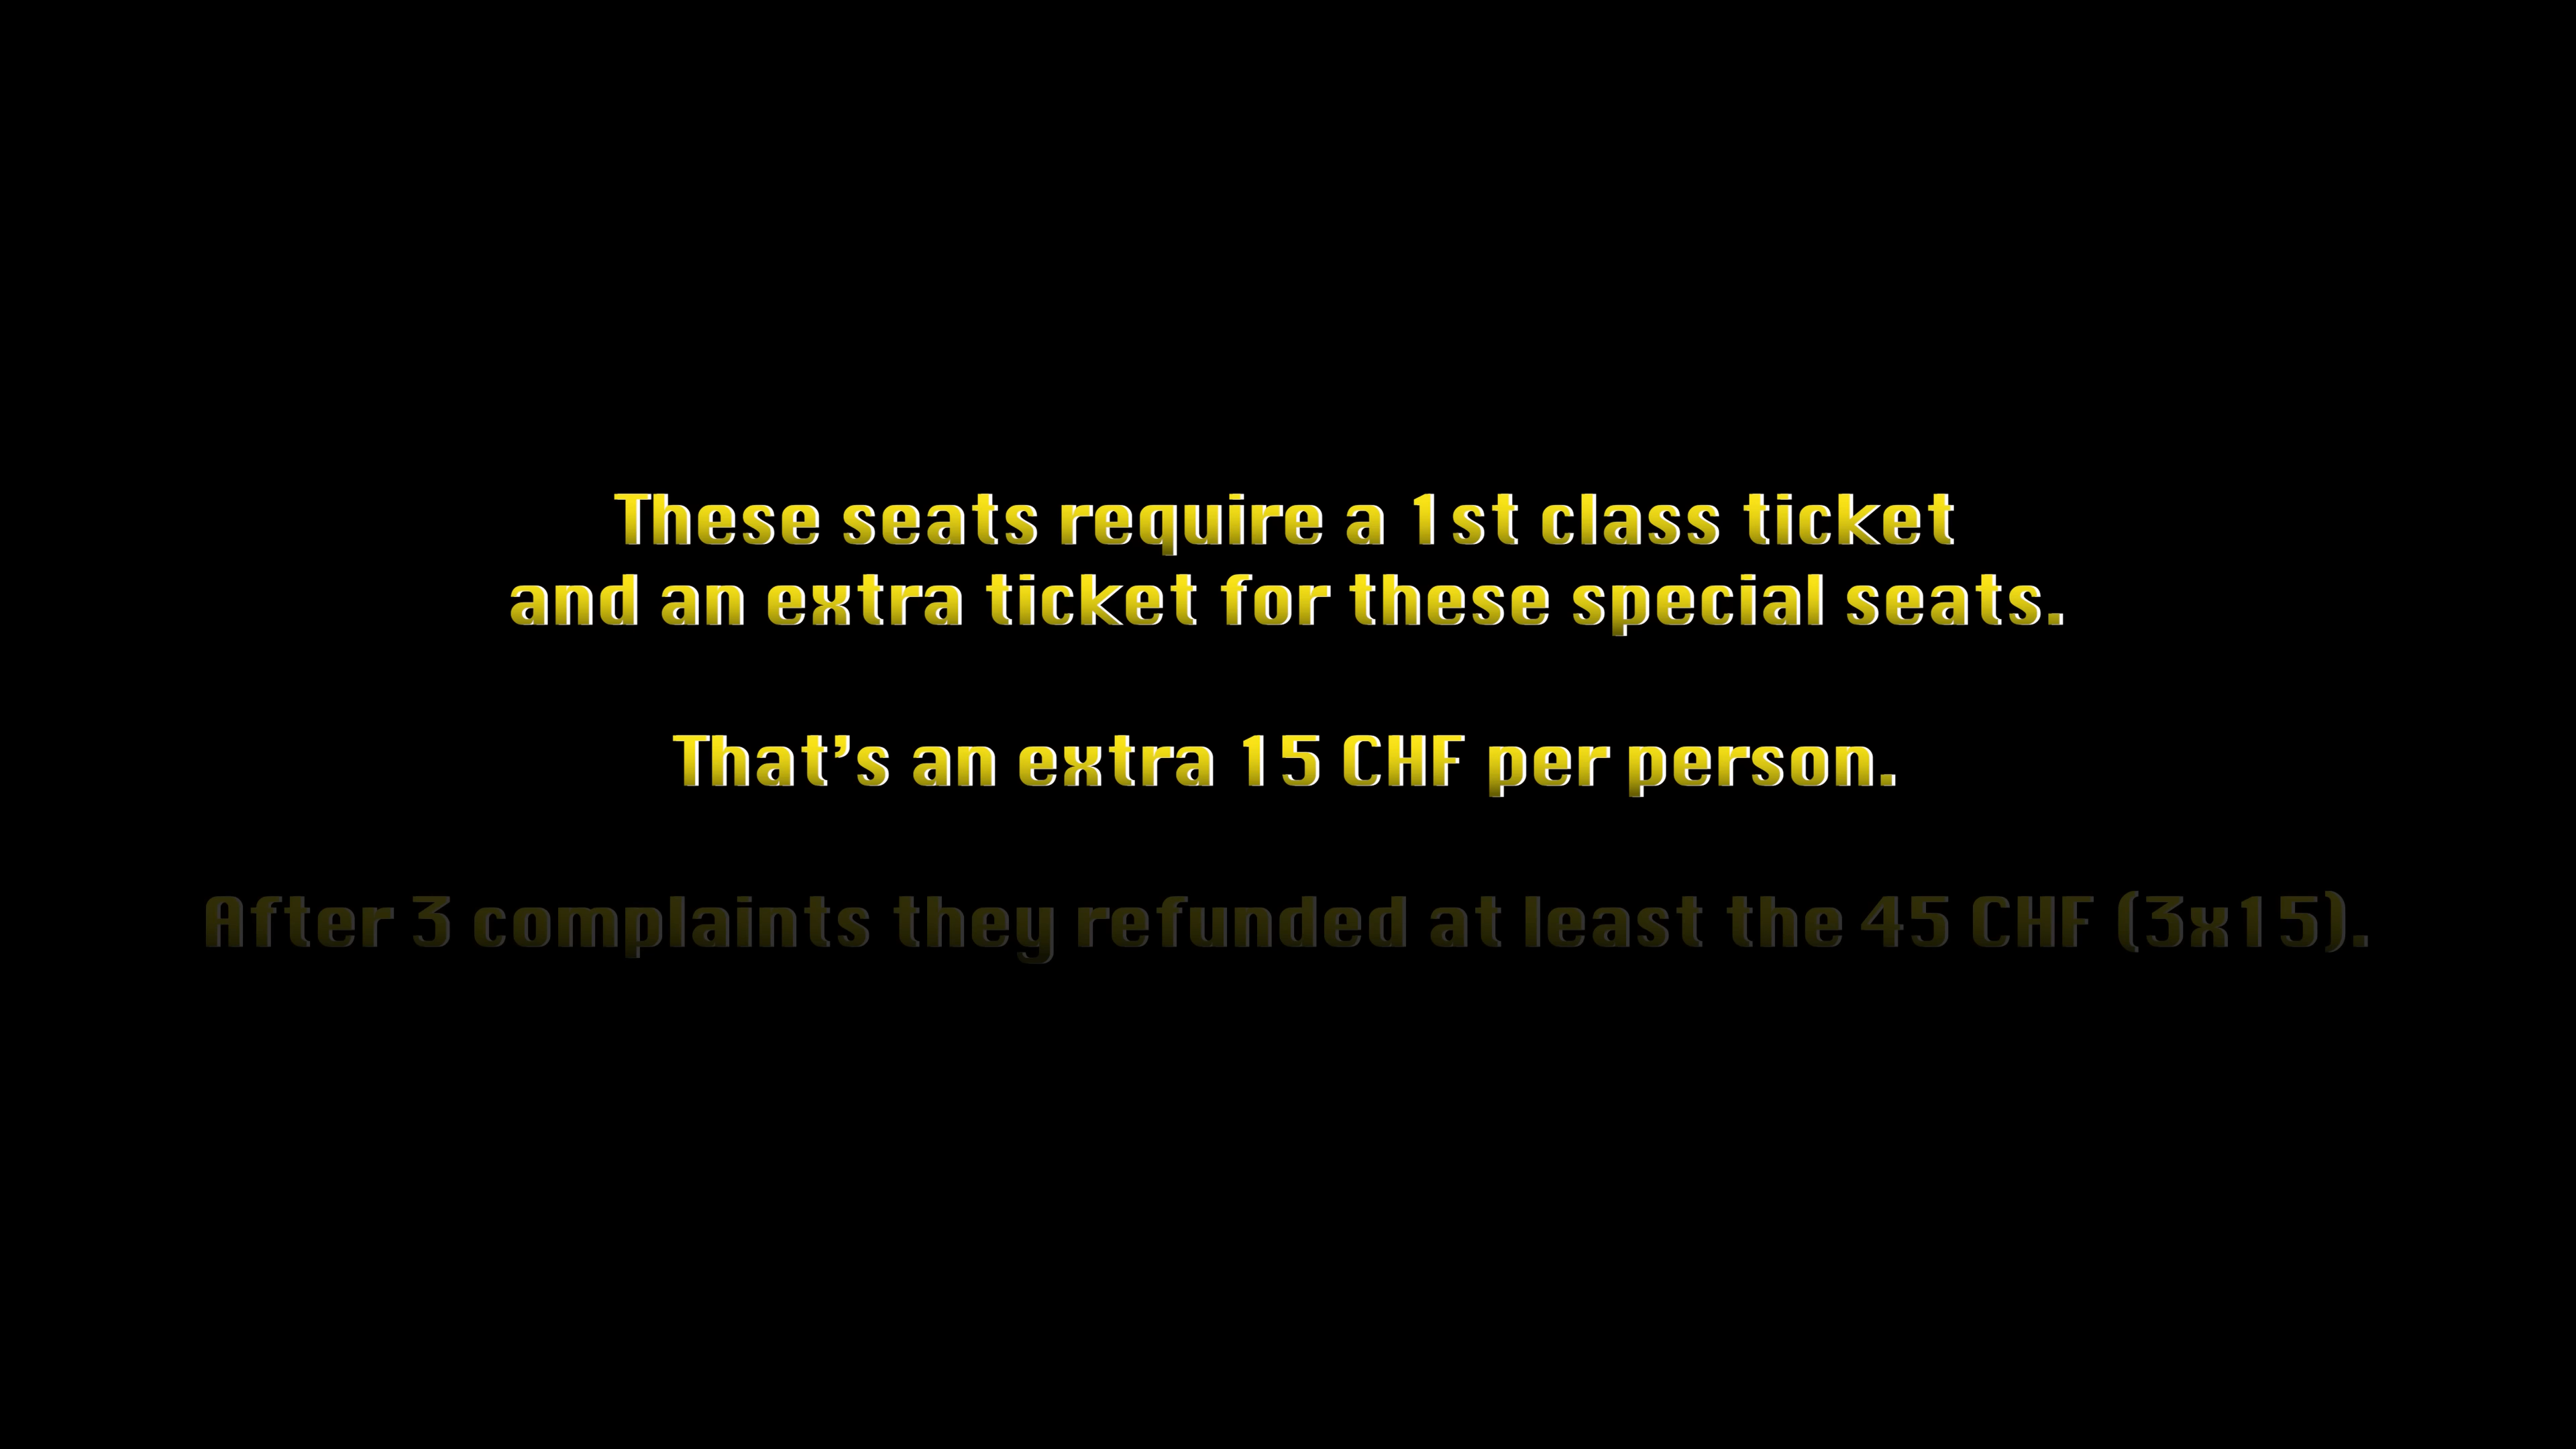 These seats require a 1st class ticket
and an extra ticket for these special seats.
That's an extra 15 CHF per person.
After 3 complaints they refunded at least the 45 CHF (3x15).